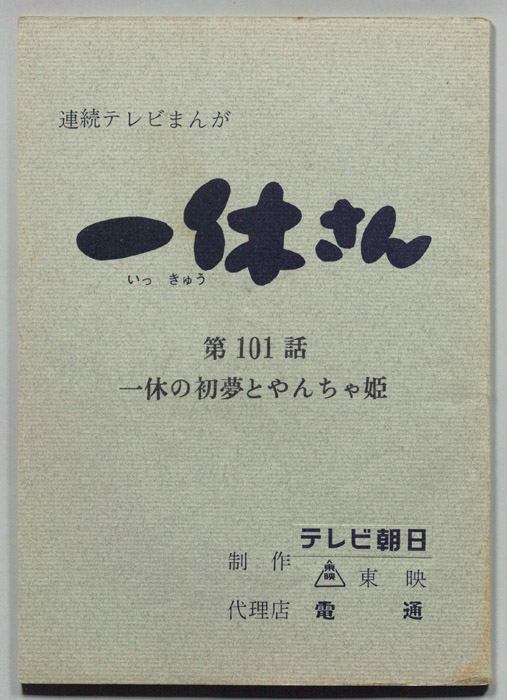 連続テレビまんが
一休さん
いっ きゅう
第101話
一休の初夢とやんちゃ姫
テレビ朝日
制作 東映 東映
代理店 電通